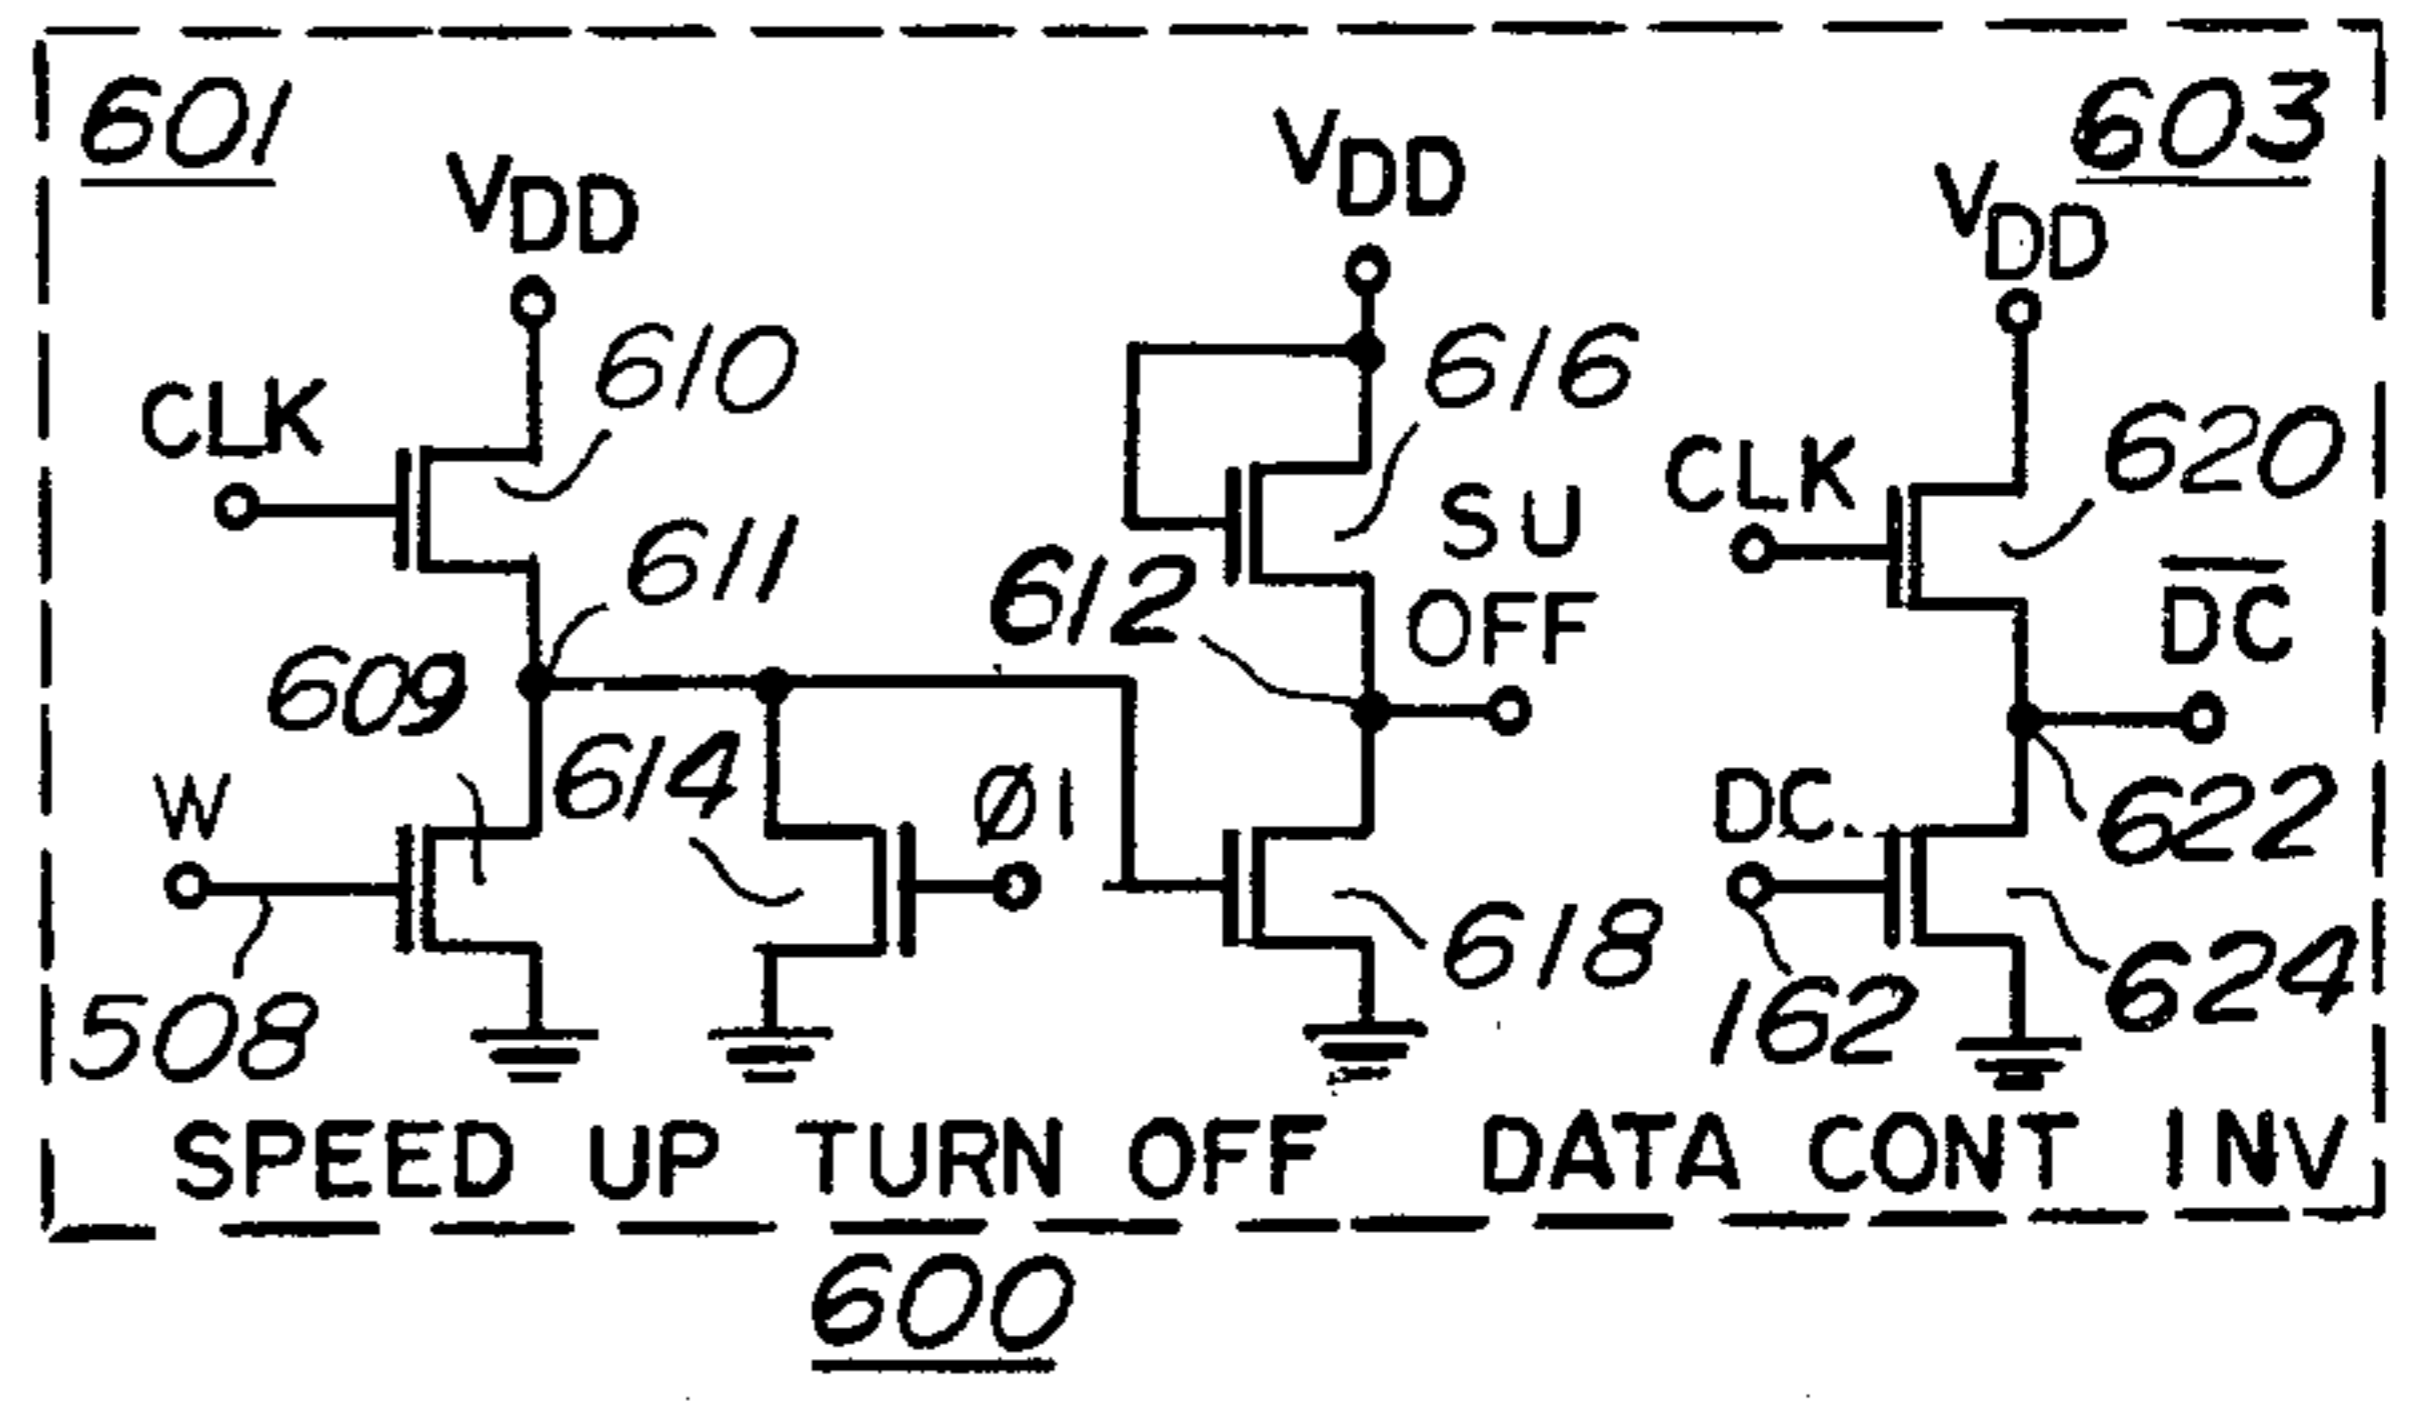 601
603
VDD
VDD
VDD
610
616
CLK
620
CLK
SU
OFF
611
612
DC
609
614
W
Ø1
DC
622
618
624
508
162
SPEED UP TURN OFF
DATA CONT INV
600